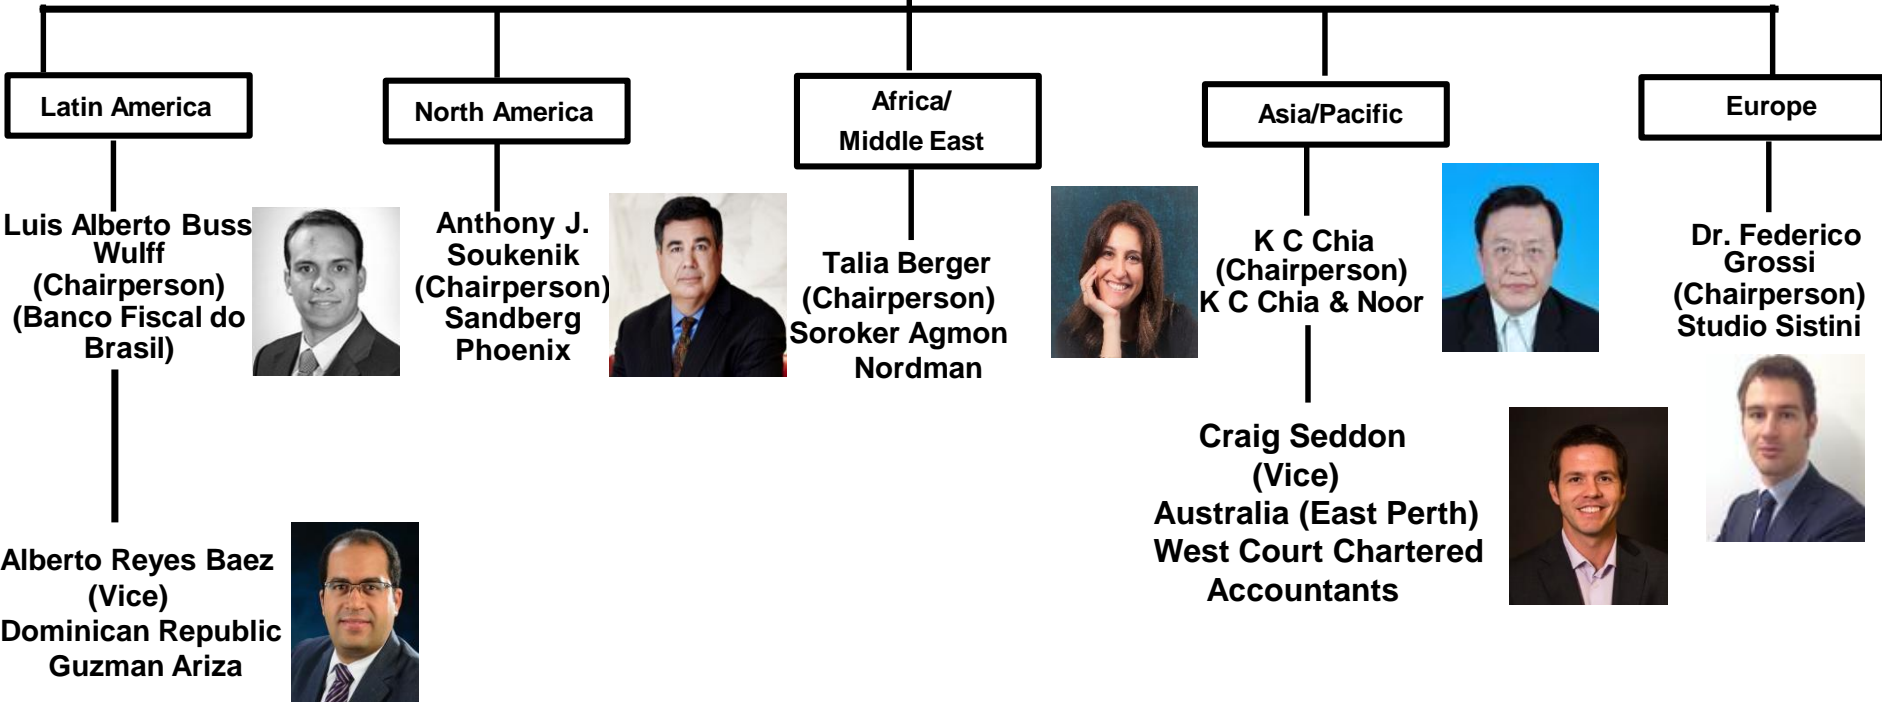 Latin America
Luis Alberto Buss
Wulff
(Chairperson)
(Banco Fiscal do
Brasil)
Alberto Reyes Baez
(Vice)
Dominican Republic
Guzman Ariza
North America
Anthony J.
Soukenik
(Chairperson)
Sandberg
Phoenix
Africa/
Middle East
Talia Berger
(Chairperson)
Soroker Agmon
Nordman
Asia/Pacific
K C Chia
(Chairperson)
K C Chia & Noor
Craig Seddon
(Vice)
Australia (East Perth)
West Court Chartered
Accountants
Europe
Dr. Federico
Grossi
(Chairperson)
Studio Sistini